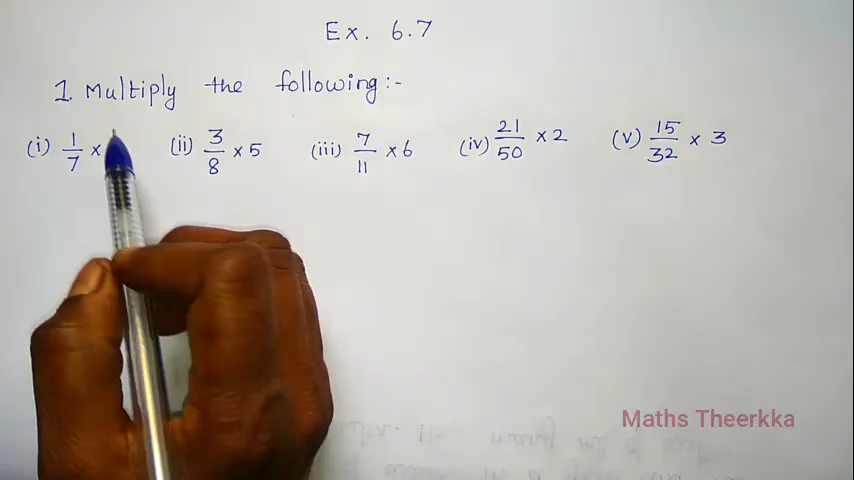 Ex. 6.7
1 Multiply the following:-
(i) 1/7 × (ii) 3/8 × 5 (iii) 7/11 × 6 (iv) 21/50 × 2 (v) 15/32 × 3
Maths Theerkka